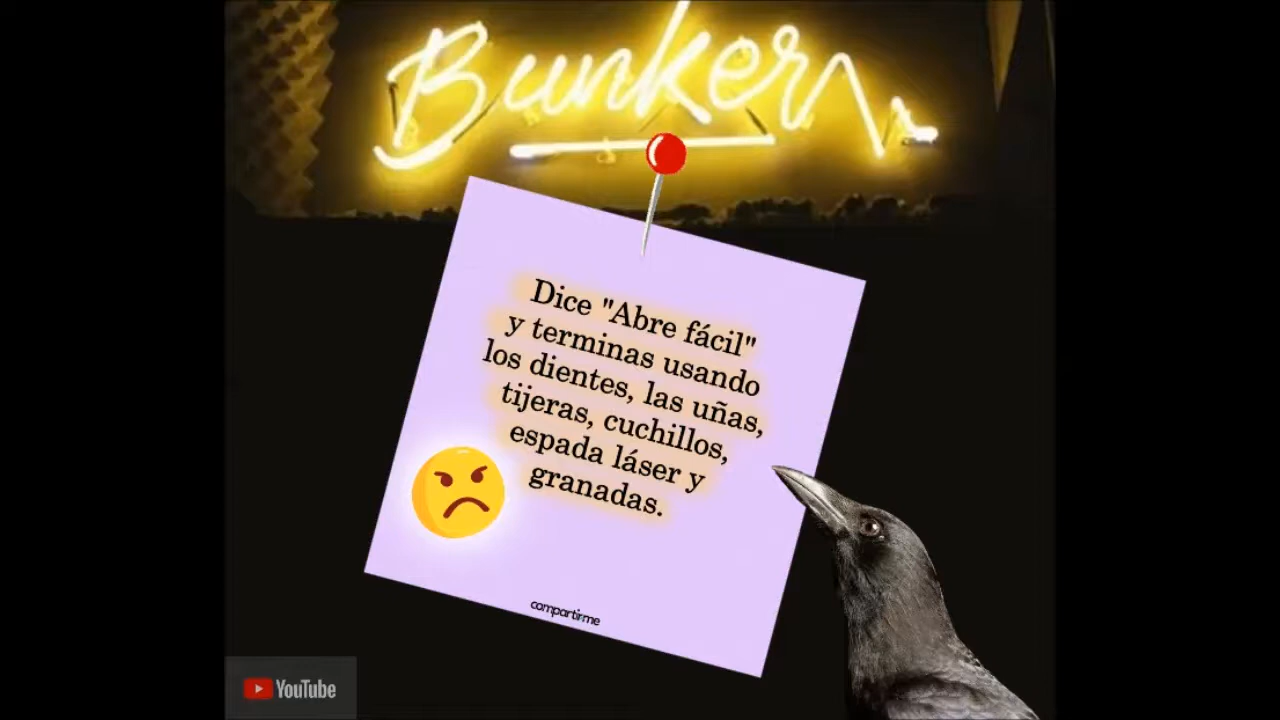 Bunker
Dice "Abre fácil"
y terminas usando
los dientes, las uñas,
tijeras, cuchillos,
espada láser y
granadas.
compartirme
YouTube